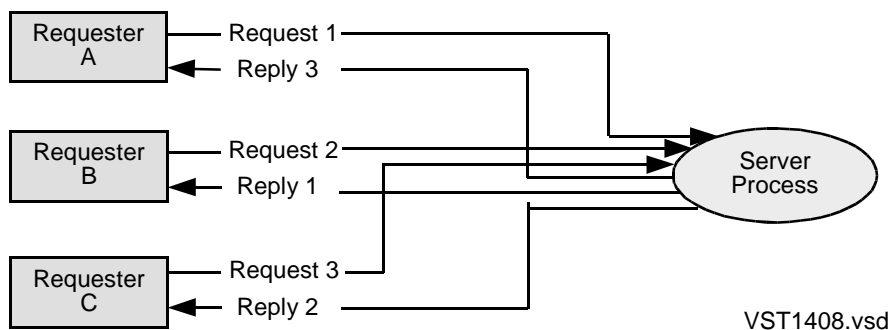 Requester
A
Request 1
Reply 3
Requester
B
Request 2
Reply 1
Server
Process
Requester
C
Request 3
Reply 2
VST1408.vsd